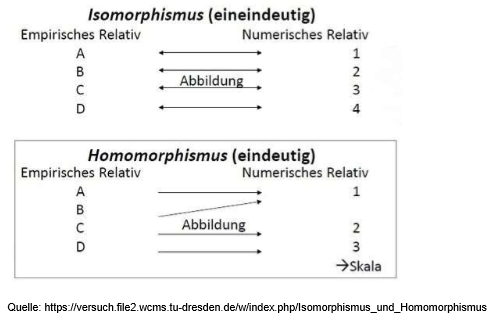 Isomorphismus (eineindeutig)
Empirisches Relativ Numerisches Relativ
A 1
B 2
Abbildung
C 3
D 4
Homomorphismus (eindeutig)
Empirisches Relativ Numerisches Relativ
A 1
B
C Abbildung 2
D 3
→Skala
Quelle: https://versuch.file2.wcms.tu-dresden.de/w/index.php/Isomorphismus_und_Homomorphismus